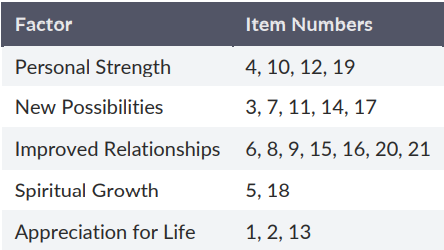 Factor Item Numbers
Personal Strength 4, 10, 12, 19
New Possibilities 3, 7, 11, 14, 17
Improved Relationships 6, 8, 9, 15, 16, 20, 21
Spiritual Growth 5, 18
Appreciation for Life 1, 2, 13